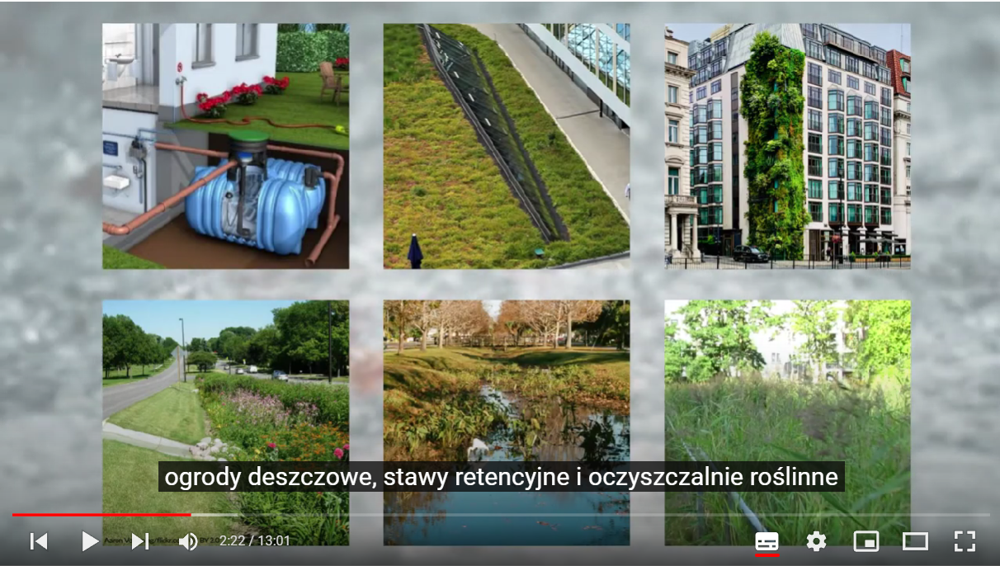 ogrody deszczowe, stawy retencyjne i oczyszczalnie roślinne
2:22 / 13:01